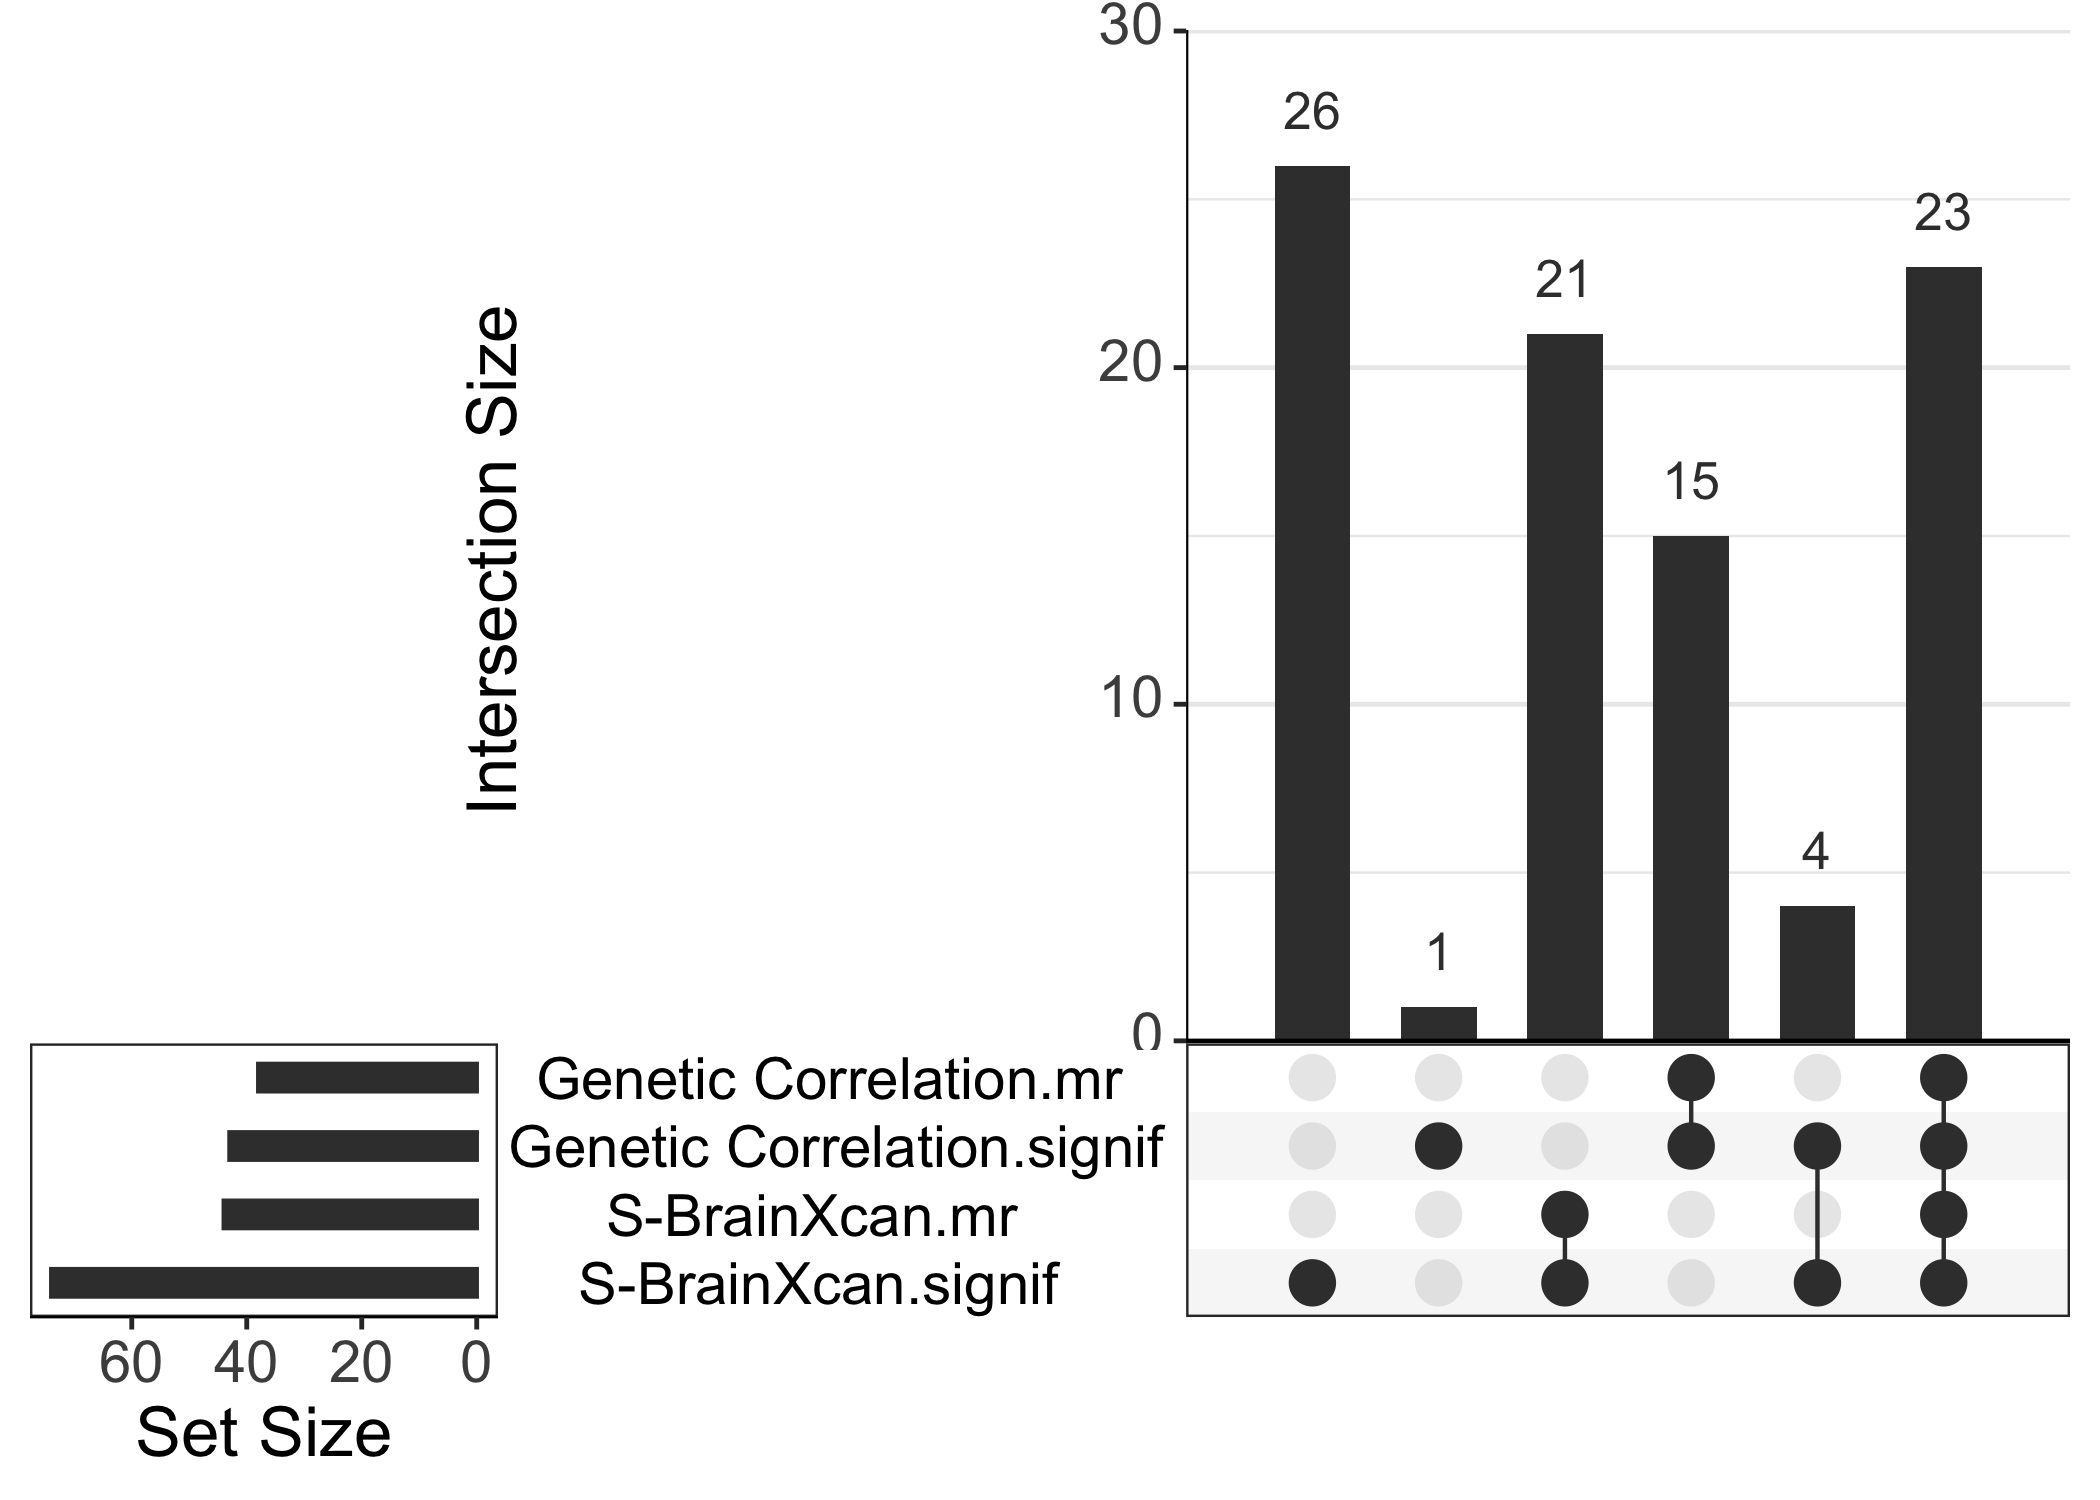 30
26
23
21
20
15
10
4
1
0
Intersection Size
Genetic Correlation.mr
Genetic Correlation.signif
S-BrainXcan.mr
S-BrainXcan.signif
60 40 20 0
Set Size